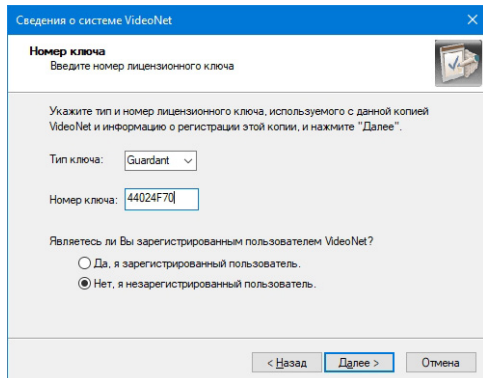 Сведения о системе VideoNet
Номер ключа
Введите номер лицензионного ключа
Укажите тип и номер лицензионного ключа, используемого с данной копией
VideoNet и информацию о регистрации этой копии, и нажмите "Далее".
Тип ключа: Guardant
Номер ключа: 44024F70
Являетесь ли Вы зарегистрированным пользователем VideoNet?
Да, я зарегистрированный пользователь.
Нет, я незарегистрированный пользователь.
< Назад Далее > Отмена